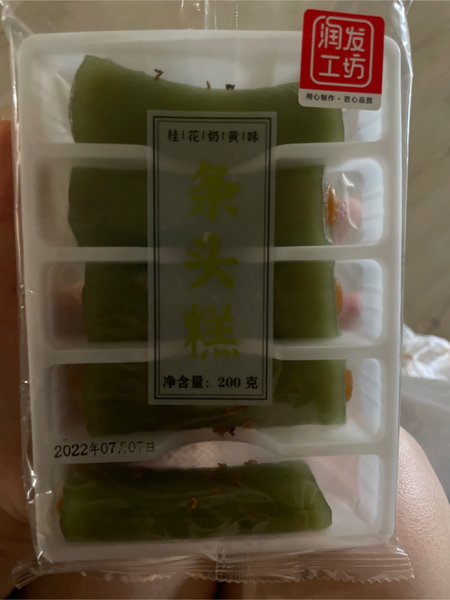 润发
工坊
用心制作·匠心品质
桂花奶黄味
条头糕
净含量：200克
2022年07月07日